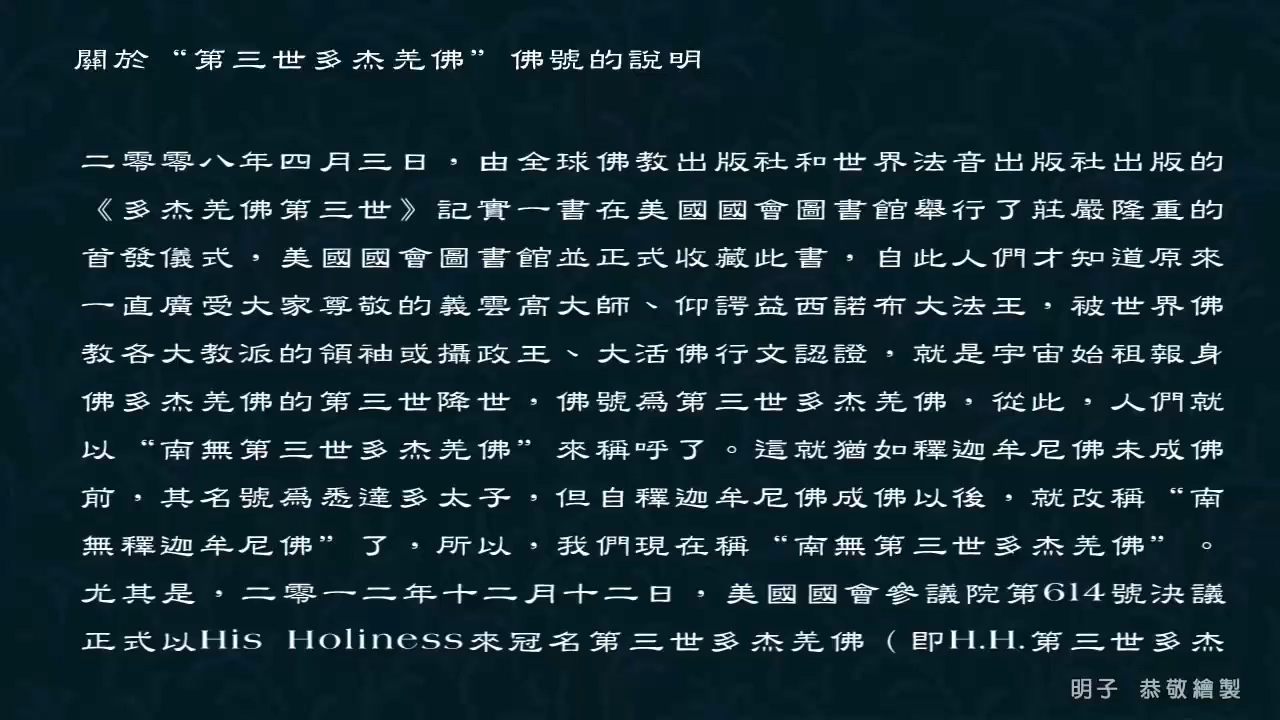 關於“第三世多杰羌佛”佛號的說明
二零零八年四月三日，由全球佛教出版社和世界法音出版社出版的
《多杰羌佛第三世》記實一書在美國國會圖書館舉行了莊嚴隆重的
首發儀式，美國國會圖書館並正式收藏此書，自此人們才知道原來
一直廣受大家尊敬的義雲高大師、仰諤益西諾布大法王，被世界佛
教各大教派的領袖或攝政王、大活佛行文認證，就是宇宙始祖報身
佛多杰羌佛的第三世降世，佛號爲第三世多杰羌佛，從此，人們就
以“南無第三世多杰羌佛”來稱呼了。這就猶如釋迦牟尼佛未成佛
前，其名號爲悉達多太子，但自釋迦牟尼佛成佛以後，就改稱“南
無釋迦牟尼佛”了，所以，我們現在稱“南無第三世多杰羌佛”。
尤其是，二零一二年十二月十二日，美國國會參議院第614號決議
正式以His Holiness來冠名第三世多杰羌佛（即H.H.第三世多杰
明子 恭敬繪製